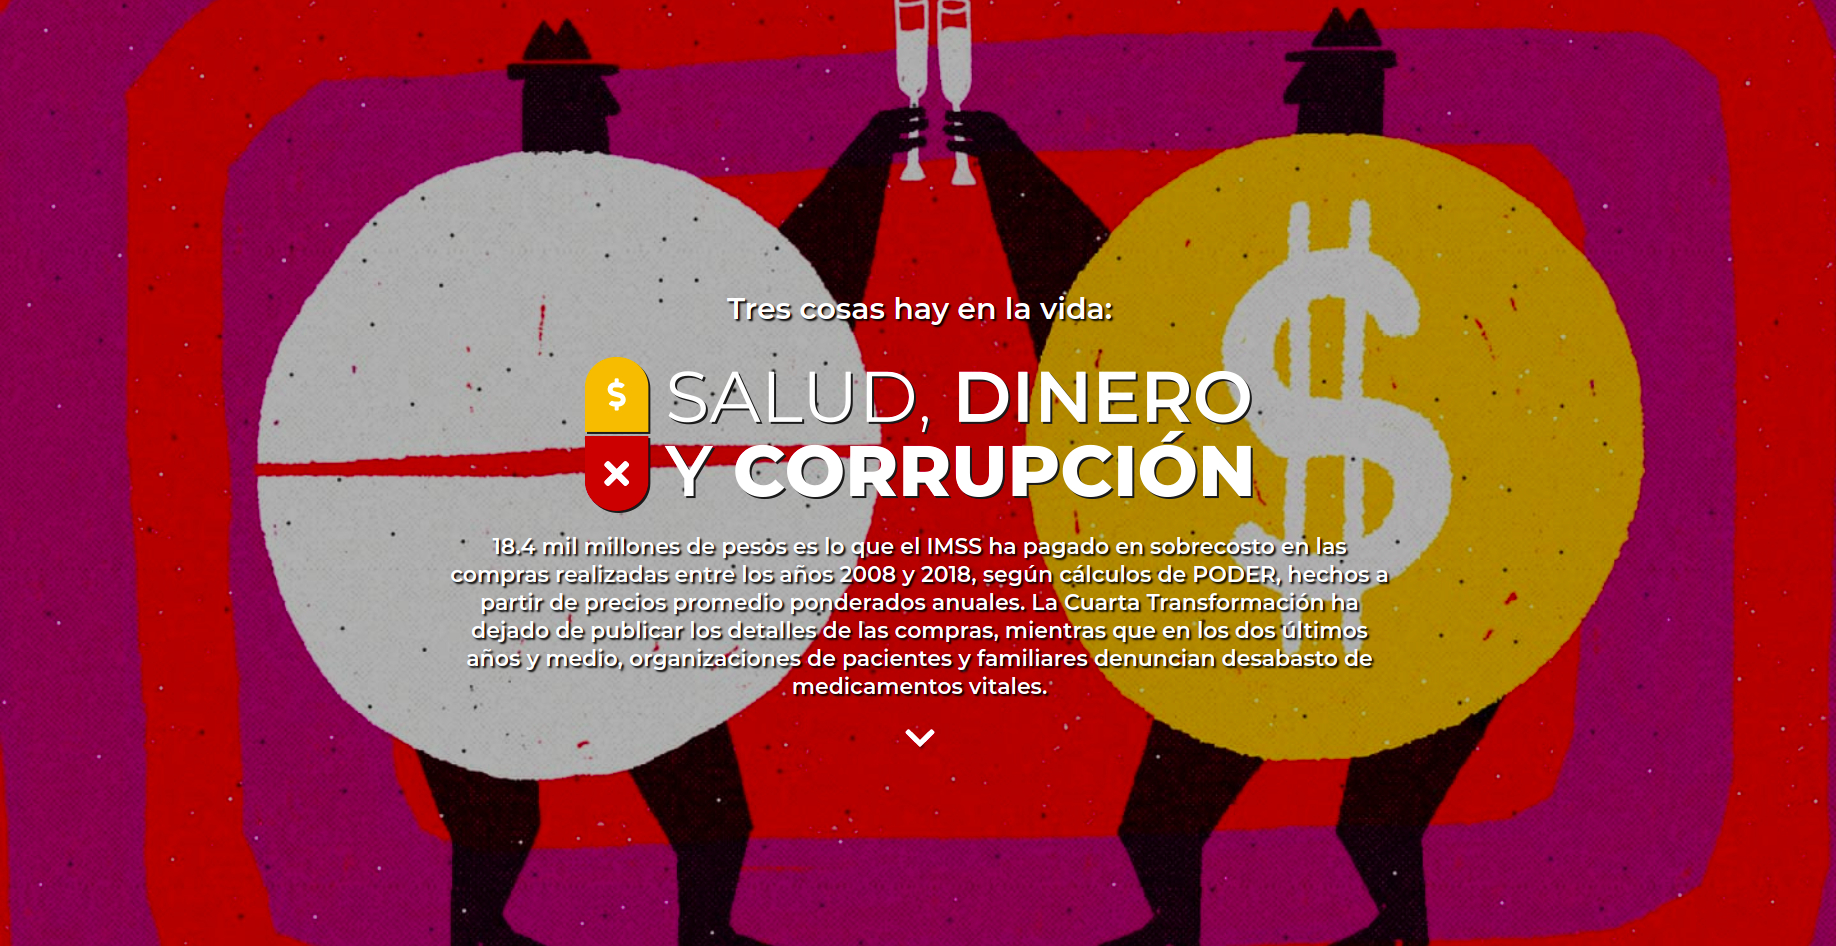 Tres cosas hay en la vida:
$ SALUD, DINERO
Y CORRUPCIÓN
$
18.4 mil millones de pesos es lo que el IMSS ha pagado en sobrecosto en las
compras realizadas entre los años 2008 y 2018, según cálculos de PODER, hechos a
partir de precios promedio ponderados anuales. La Cuarta Transformación ha
dejado de publicar los detalles de las compras, mientras que en los dos últimos
años y medio, organizaciones de pacientes y familiares denuncian desabasto de
medicamentos vitales.